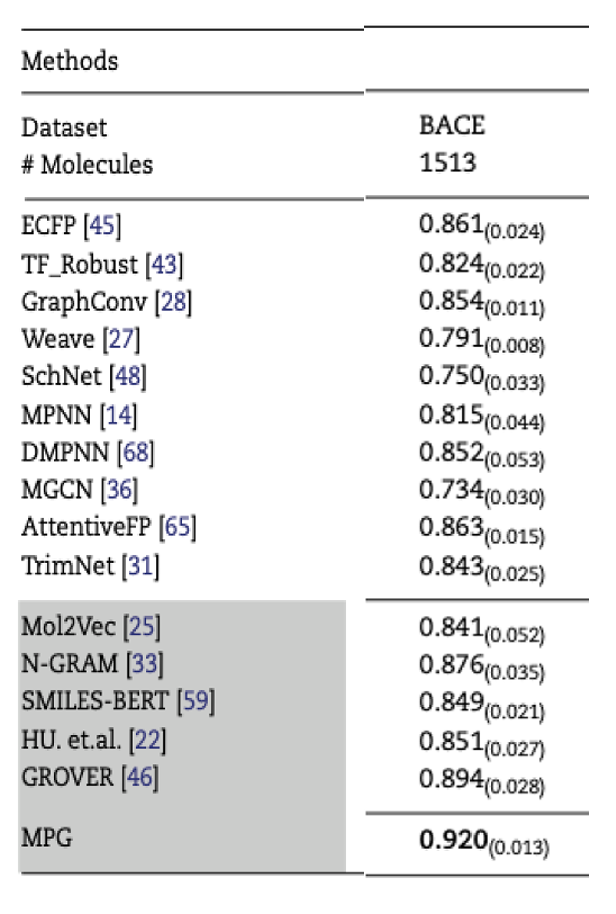 Methods
Dataset BACE
# Molecules 1513
ECFP [45] 0.861(0.024)
TF_Robust [43] 0.824(0.022)
GraphConv [28] 0.854(0.011)
Weave [27] 0.791(0.008)
SchNet [48] 0.750(0.033)
MPNN [14] 0.815(0.044)
DMPNN [68] 0.852(0.053)
MGCN [36] 0.734(0.030)
AttentiveFP [65] 0.863(0.015)
TrimNet [31] 0.843(0.025)
Mol2Vec [25] 0.841(0.052)
N-GRAM [33] 0.876(0.035)
SMILES-BERT [59] 0.849(0.021)
HU. et.al. [22] 0.851(0.027)
GROVER [46] 0.894(0.028)
MPG 0.920(0.013)